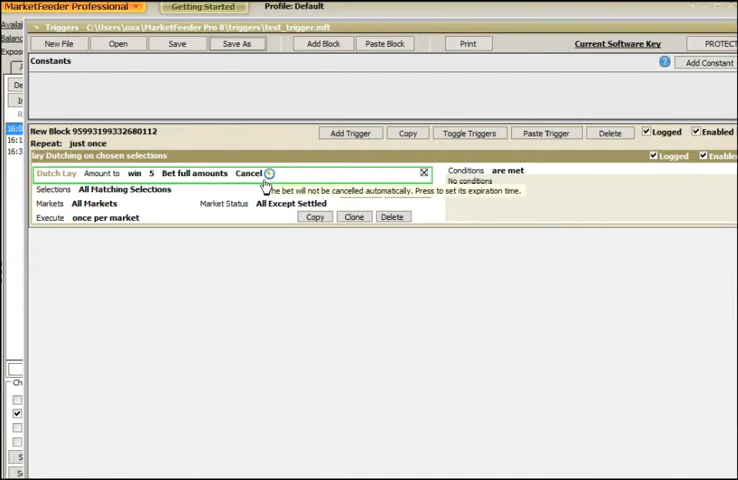 MarketFeeder Professional
Getting Started
Profile: Default
Triggers - C:\Users\oxa\MarketFeeder Pro 8\triggers\test_trigger.mft
New File Open Save Save As Add Block Paste Block Print Current Software Key PROTECT
Constants
Add Constant
New Block 95993199332680112
Add Trigger Copy Toggle Triggers Paste Trigger Delete Logged Enabled
Repeat: just once
lay Dutching on chosen selections
Logged Enable
Dutch Lay Amount to win 5 Bet full amounts Cancel
Conditions are met
No conditions
Selections All Matching Selections
he bet will not be cancelled automatically. Press to set its expiration time.
Markets All Markets Market Status All Except Settled
Execute once per market
Copy Clone Delete